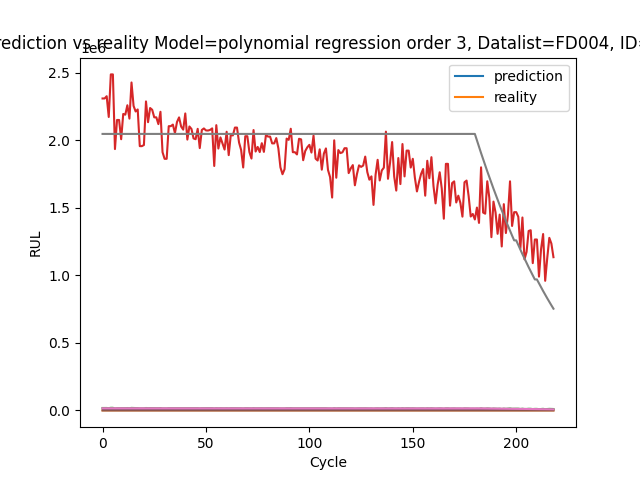 rediction vs reality Model=polynomial regression order 3, Datalist=FD004, ID=
1e6
prediction
reality
2.5
2.0
1.5
1.0
0.5
0.0
RUL
0
50
100
150
200
Cycle